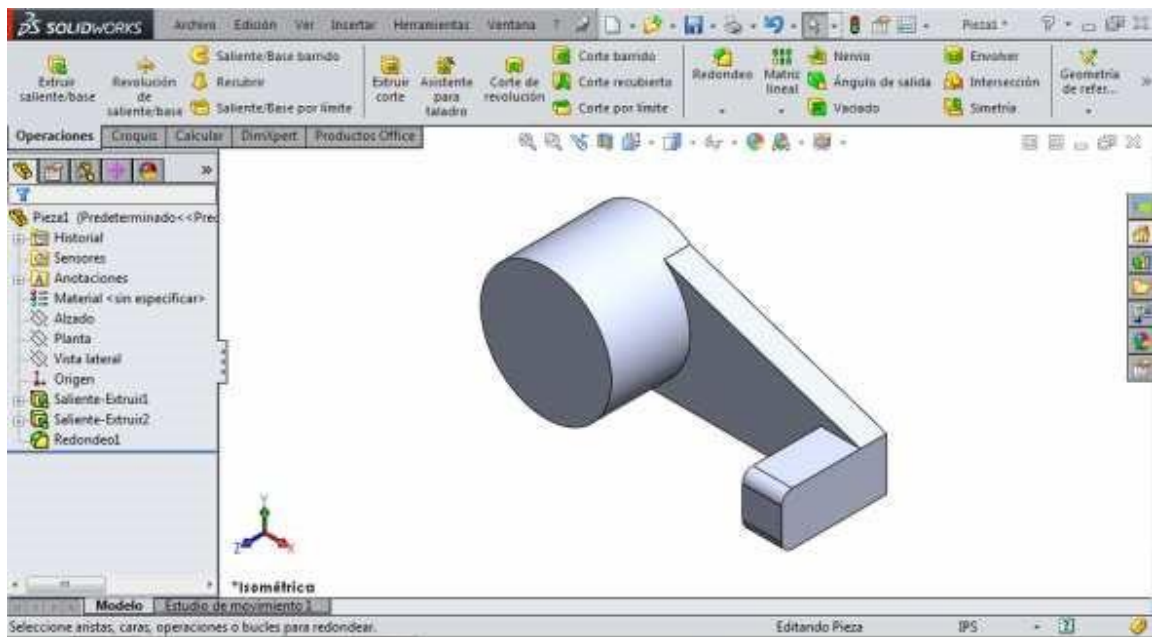 SOLIDWORKS
Archivo Edición Ver Insertar Herramientas Ventana ?
Pieza1 *
Extruir saliente/base
Revolución de saliente/base
Saliente/Base barrido
Recubrir
Saliente/Base por límite
Extruir corte
Asistente para taladro
Corte de revolución
Corte barrido
Corte recubierto
Corte por límite
Redondeo
Matriz lineal
Nervio
Ángulo de salida
Vaciado
Envolver
Intersección
Simetría
Geometría de refer...
Operaciones Croquis Calcular DimXpert Productos Office
Pieza1 (Predeterminado<<Pred
Historial
Sensores
Anotaciones
Material <sin especificar>
Alzado
Planta
Vista lateral
Origen
Saliente-Extruir1
Saliente-Extruir2
Redondeo1
Y
Z
X
*Isométrica
Modelo Estudio de movimiento 1
Seleccione aristas, caras, operaciones o bucles para redondear. Editando Pieza IPS